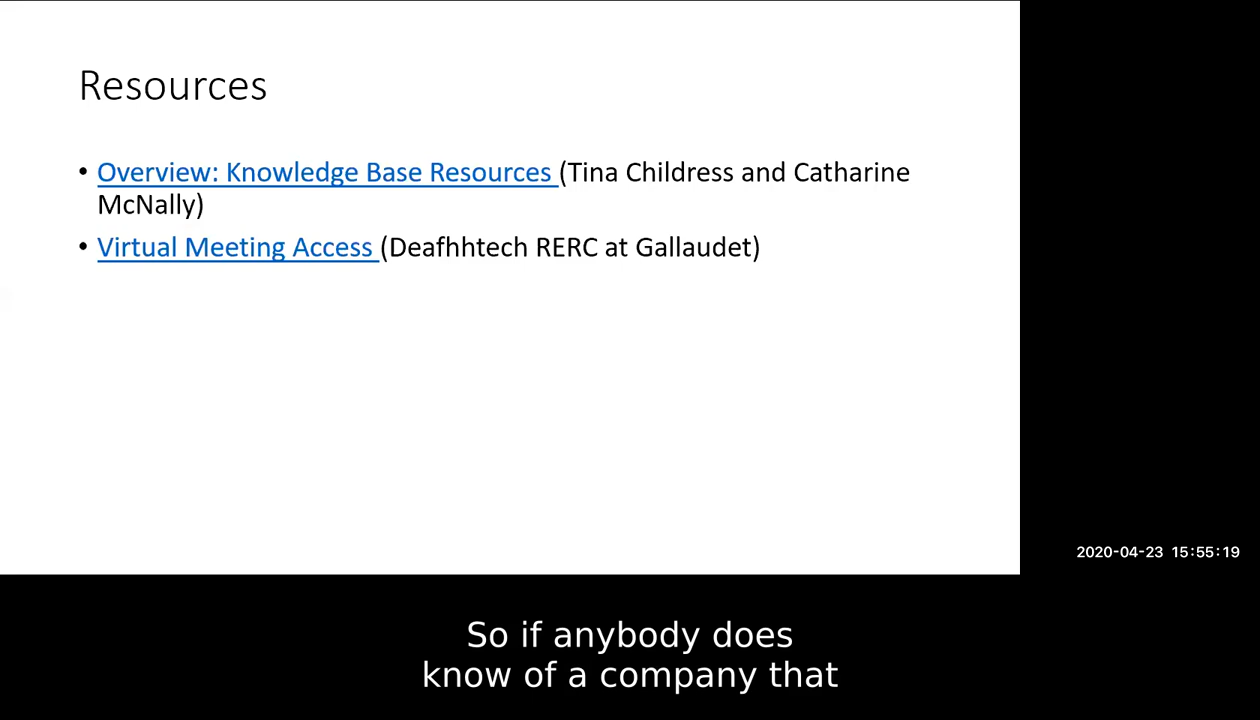 Resources
• Overview: Knowledge Base Resources (Tina Childress and Catharine
McNally)
• Virtual Meeting Access (Deafhhtech RERC at Gallaudet)
2020-04-23 15:55:19
So if anybody does
know of a company that